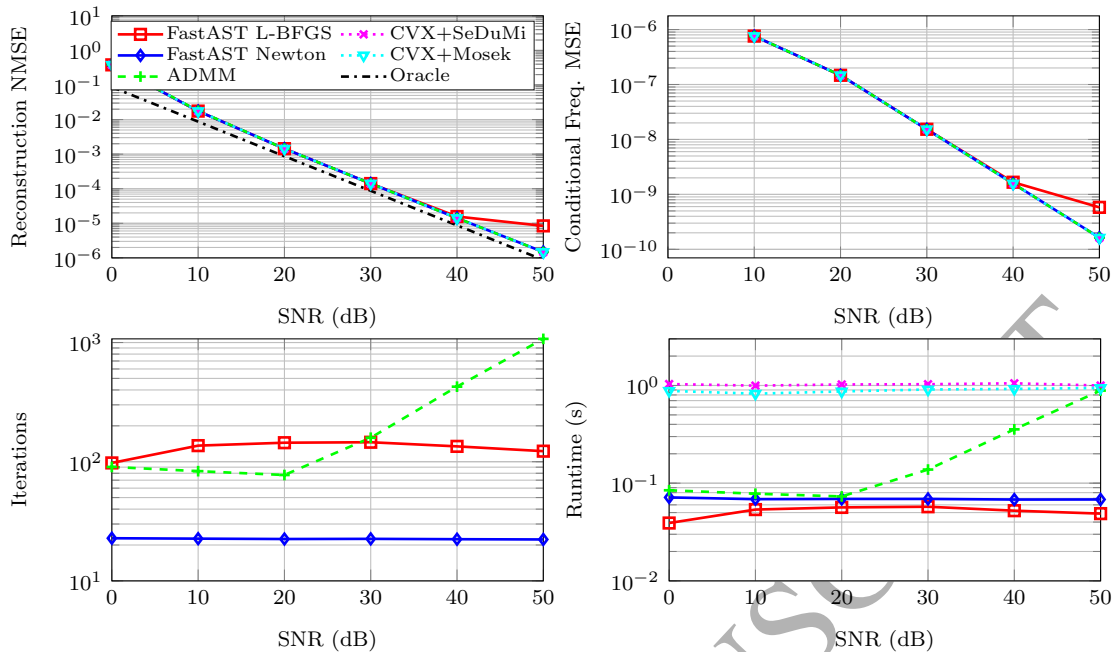 Reconstruction NMSE
10^1
10^0
10^−1
10^−2
10^−3
10^−4
10^−5
10^−6
FastAST L-BFGS
FastAST Newton
ADMM
CVX+SeDuMi
CVX+Mosek
Oracle
0 10 20 30 40 50
SNR (dB)
Conditional Freq. MSE
10^−6
10^−7
10^−8
10^−9
10^−10
0 10 20 30 40 50
SNR (dB)
Iterations
10^3
10^2
10^1
0 10 20 30 40 50
SNR (dB)
Runtime (s)
10^0
10^−1
10^−2
0 10 20 30 40 50
SNR (dB)